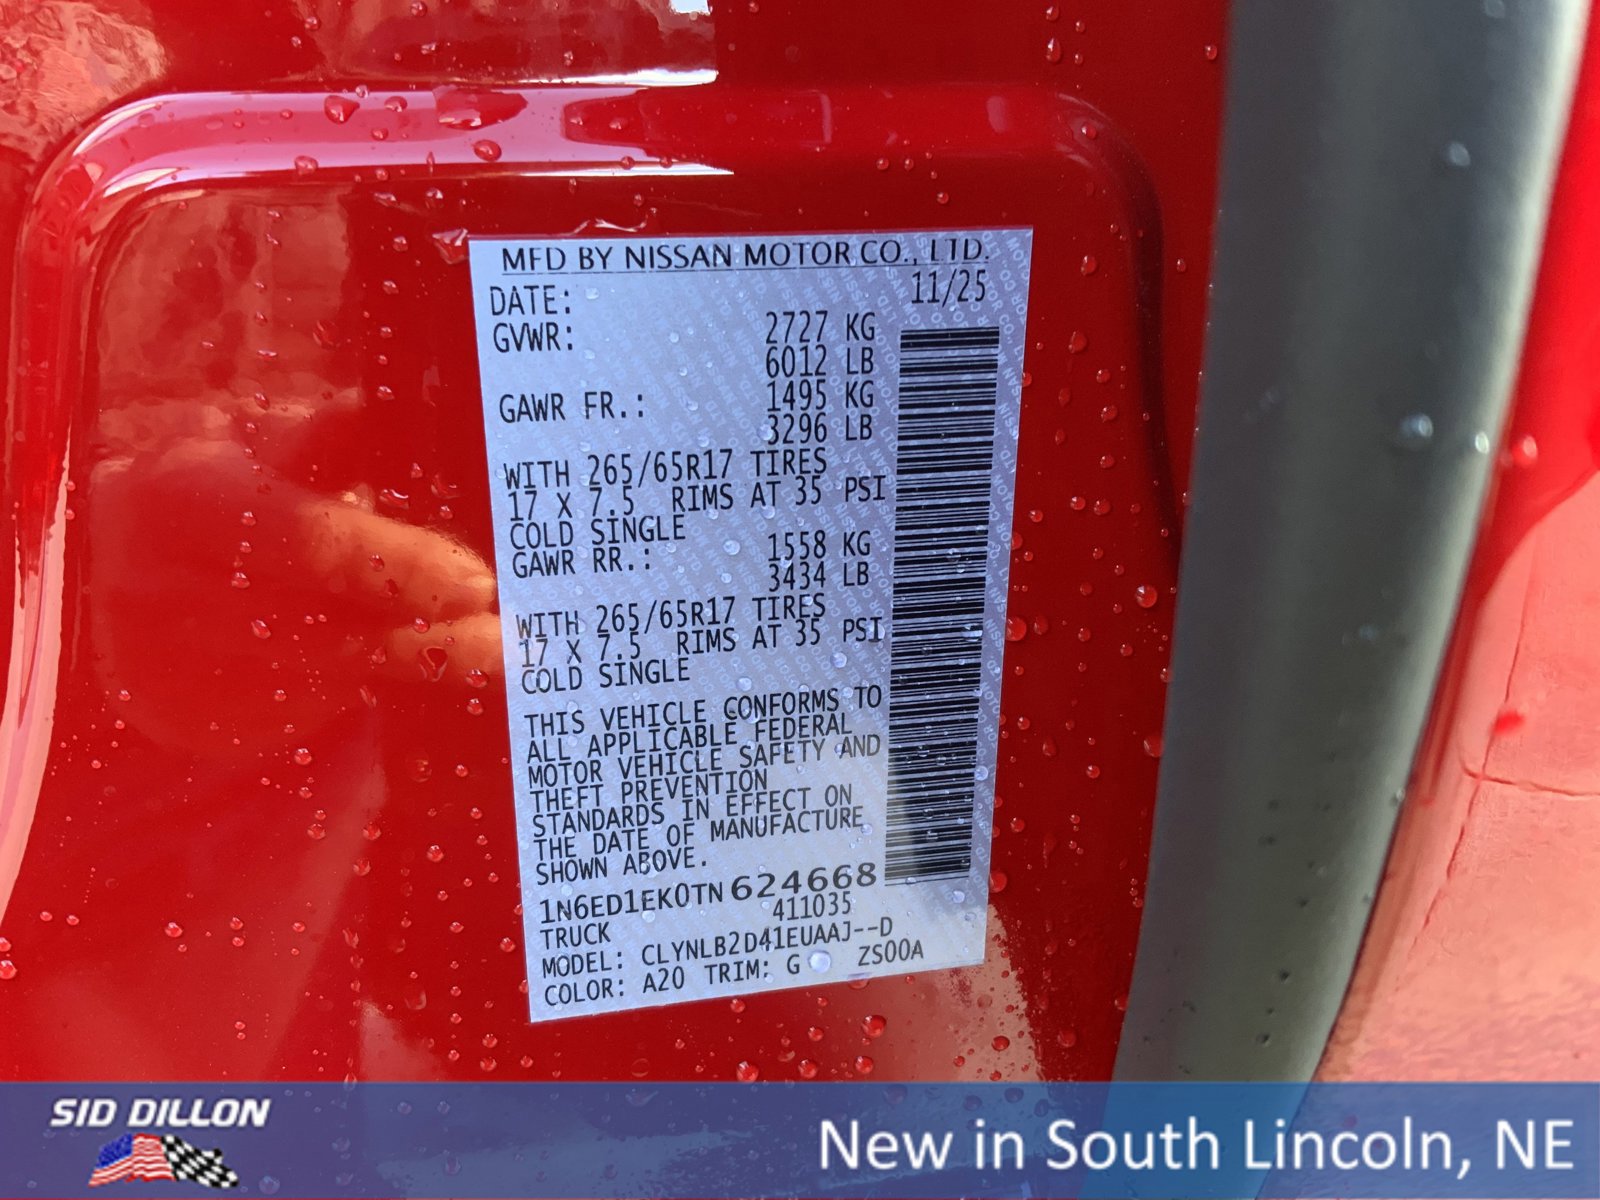 MFD BY NISSAN MOTOR CO., LTD.
DATE: 11/25
GVWR: 2727 KG
6012 LB
GAWR FR.: 1495 KG
3296 LB
WITH 265/65R17 TIRES
17 X 7.5 RIMS AT 35 PSI
COLD SINGLE
GAWR RR.: 1558 KG
3434 LB
WITH 265/65R17 TIRES
17 X 7.5 RIMS AT 35 PSI
COLD SINGLE
THIS VEHICLE CONFORMS TO
ALL APPLICABLE FEDERAL
MOTOR VEHICLE SAFETY AND
THEFT PREVENTION
STANDARDS IN EFFECT ON
THE DATE OF MANUFACTURE
SHOWN ABOVE.
1N6ED1EK0TN624668
TRUCK 411035
MODEL: CLYNLB2D41EUAAJ--D
COLOR: A20 TRIM: G ZS00A
SID DILLON
New in South Lincoln, NE